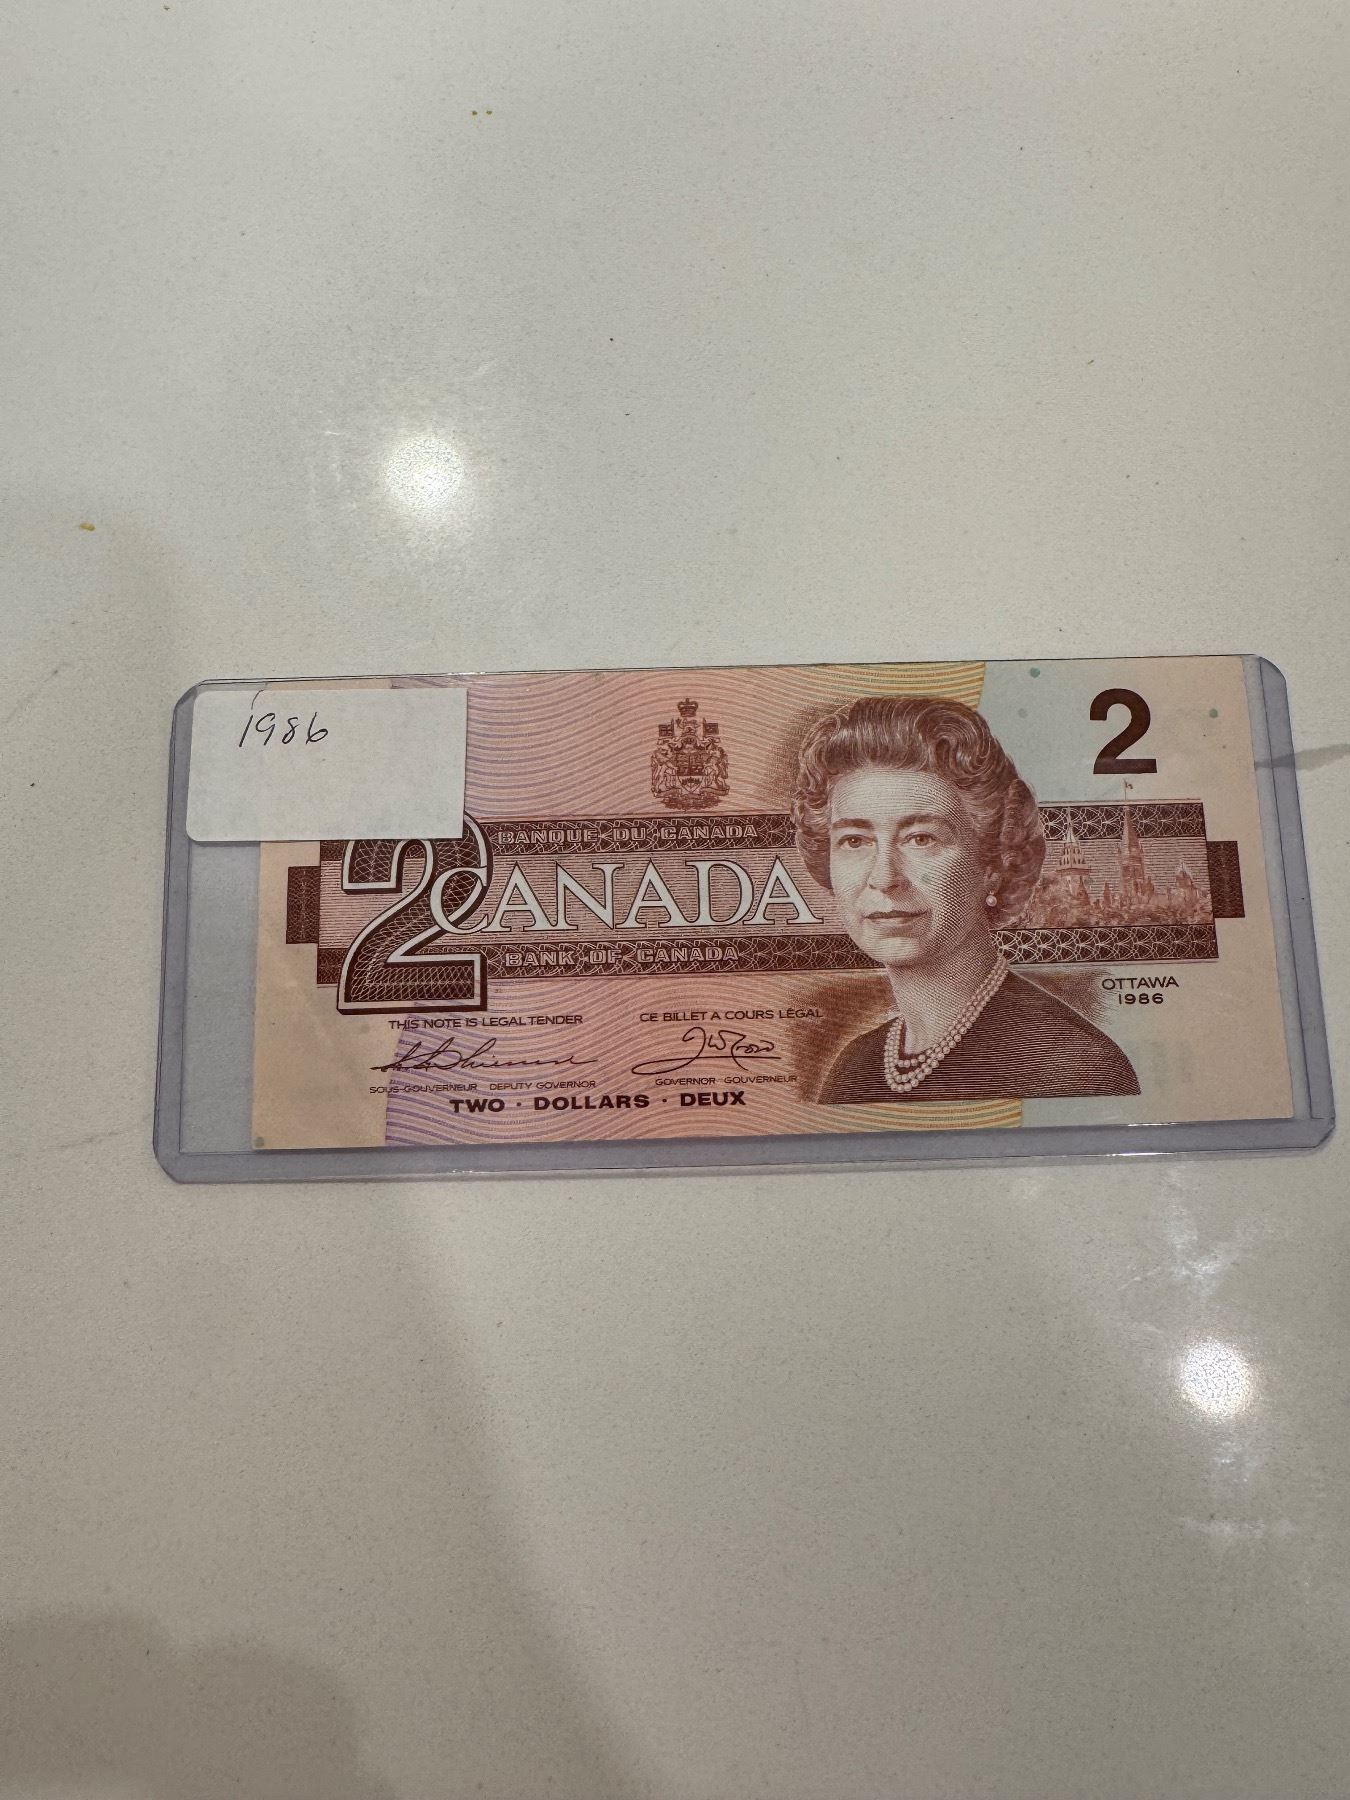 1986
2
BANQUE DU CANADA
2
CANADA
BANK OF CANADA
OTTAWA
1986
THIS NOTE IS LEGAL TENDER
CE BILLET A COURS LÉGAL
SOUS-GOUVERNEUR DEPUTY GOVERNOR
GOVERNOR GOUVERNEUR
TWO · DOLLARS · DEUX